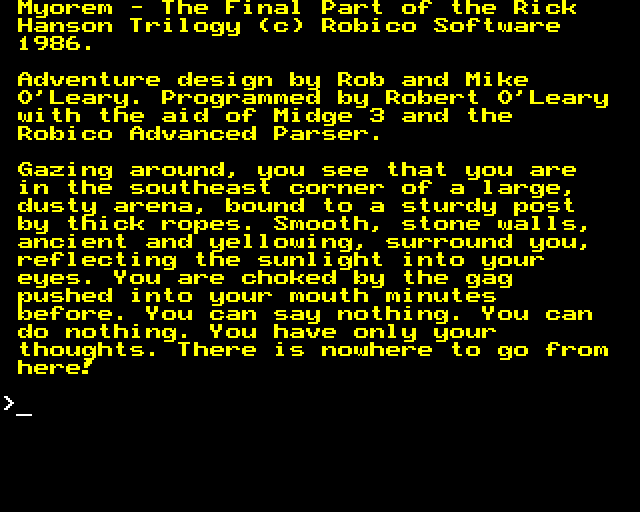 Myorem - The Final Part of the Rick
Hanson Trilogy (c) Robico Software
1986.
Adventure design by Rob and Mike
O'Leary. Programmed by Robert O'Leary
with the aid of Midge 3 and the
Robico Advanced Parser.
Gazing around, you see that you are
in the southeast corner of a large,
dusty arena, bound to a sturdy post
by thick ropes. Smooth, stone walls,
ancient and yellowing, surround you,
reflecting the sunlight into your
eyes. You are choked by the gag
pushed into your mouth minutes
before. You can say nothing. You can
do nothing. You have only your
thoughts. There is nowhere to go from
here!
>_